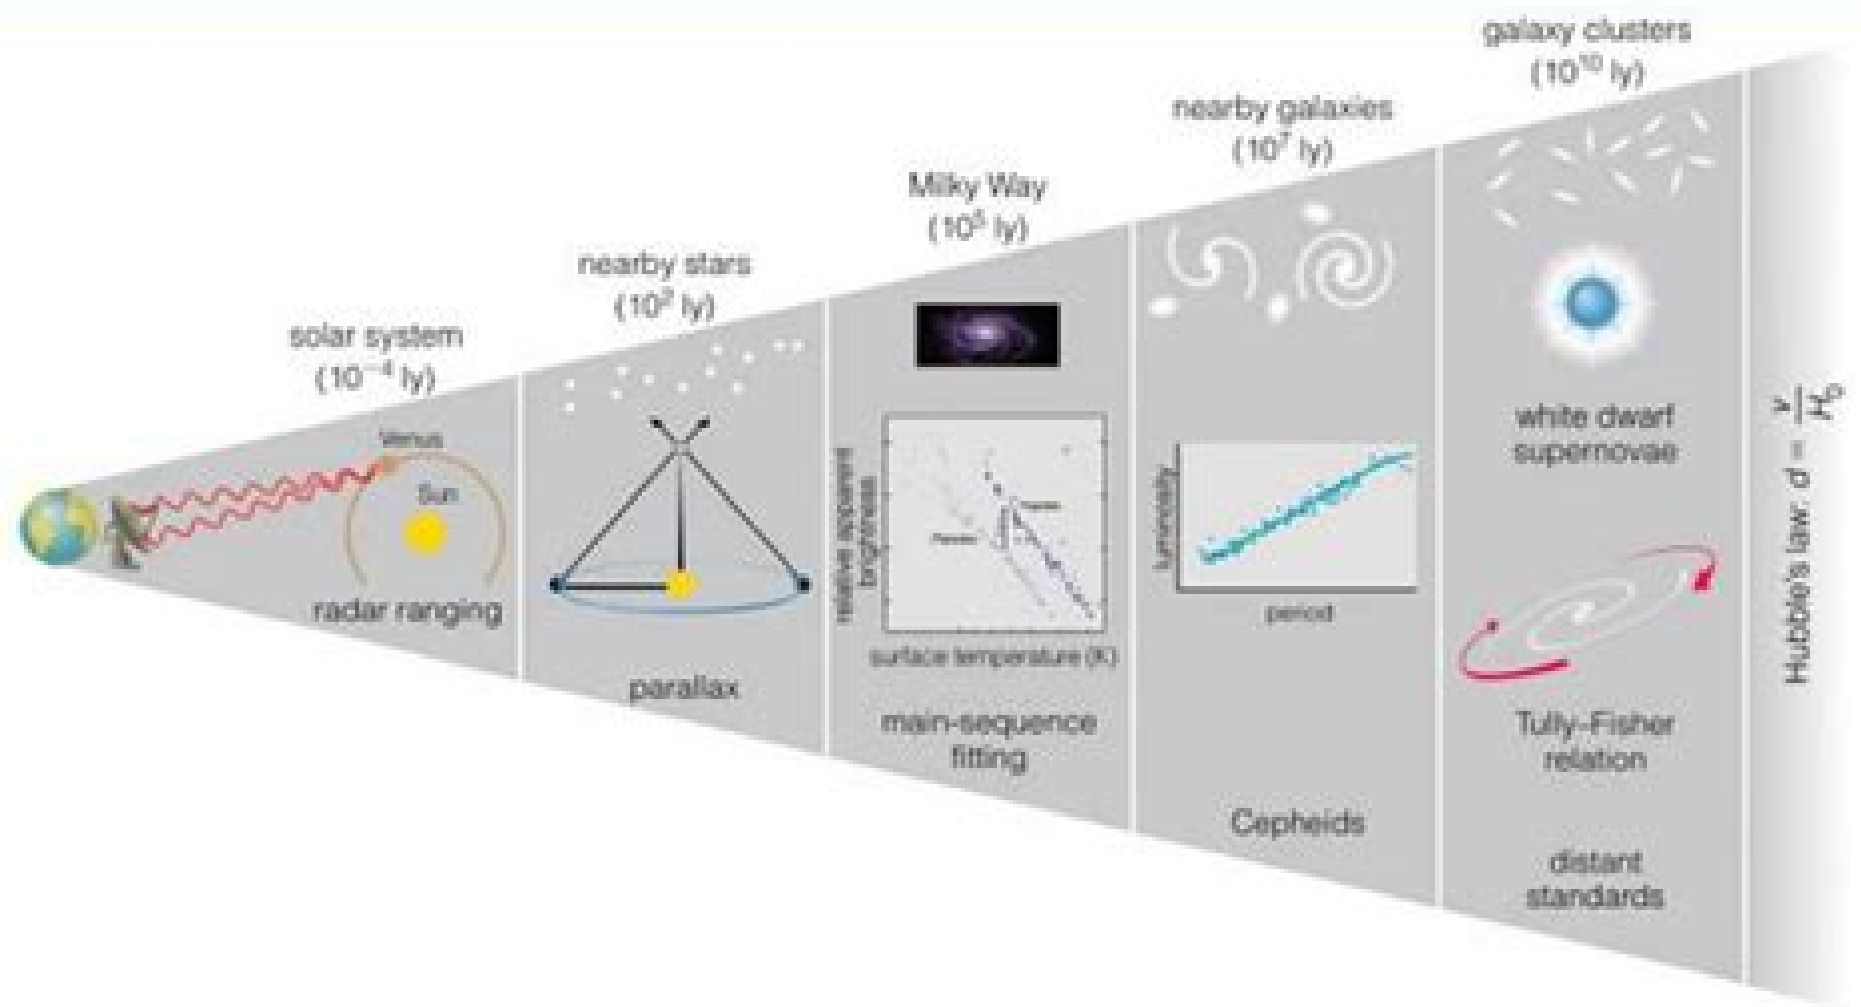 solar system
(10⁻⁴ ly)
Venus
Sun
radar ranging
nearby stars
(10² ly)
parallax
Milky Way
(10⁵ ly)
relative apparent
brightness
surface temperature (K)
main-sequence
fitting
nearby galaxies
(10⁷ ly)
luminosity
period
Cepheids
galaxy clusters
(10¹⁰ ly)
white dwarf
supernovae
Tully–Fisher
relation
distant
standards
Hubble's law: d = v/H₀